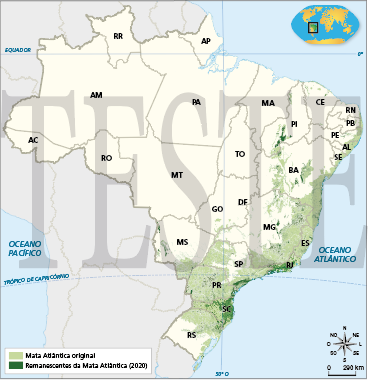 TESTE
EQUADOR
0°
RR
AP
AM
PA
MA
CE
RN
PB
PE
AL
SE
PI
AC
RO
TO
BA
MT
GO
DF
MG
ES
MS
SP
RJ
PR
SC
RS
OCEANO
PACÍFICO
OCEANO
ATLÂNTICO
TRÓPICO DE CAPRICÓRNIO
Mata Atlântica original
Remanescentes da Mata Atlântica (2020)
50° O
N
NO
NE
O
L
SO
SE
S
0 290 km